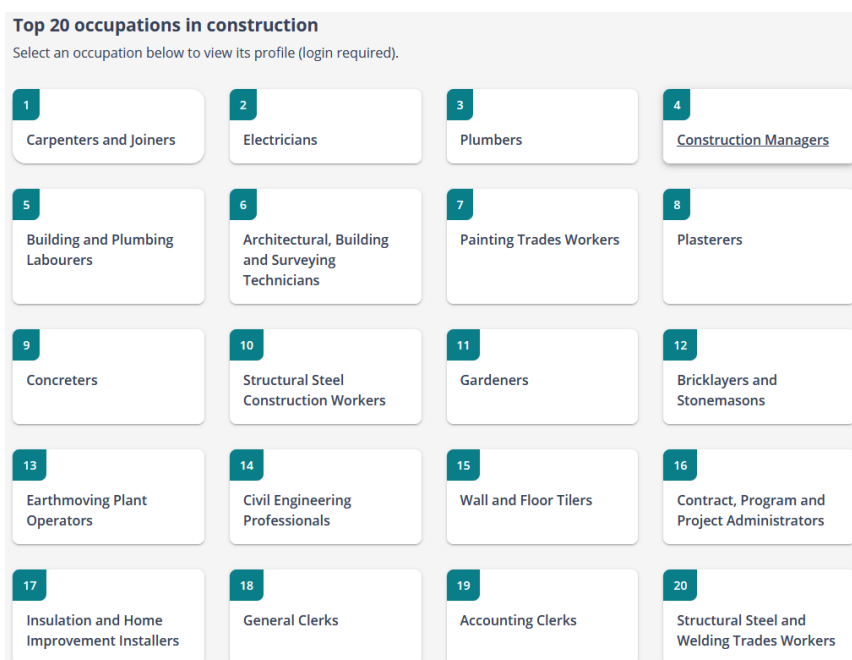 Top 20 occupations in construction
Select an occupation below to view its profile (login required).
1
Carpenters and Joiners
2
Electricians
3
Plumbers
4
Construction Managers
5
Building and Plumbing
Labourers
6
Architectural, Building
and Surveying
Technicians
7
Painting Trades Workers
8
Plasterers
9
Concreters
10
Structural Steel
Construction Workers
11
Gardeners
12
Bricklayers and
Stonemasons
13
Earthmoving Plant
Operators
14
Civil Engineering
Professionals
15
Wall and Floor Tilers
16
Contract, Program and
Project Administrators
17
Insulation and Home
Improvement Installers
18
General Clerks
19
Accounting Clerks
20
Structural Steel and
Welding Trades Workers